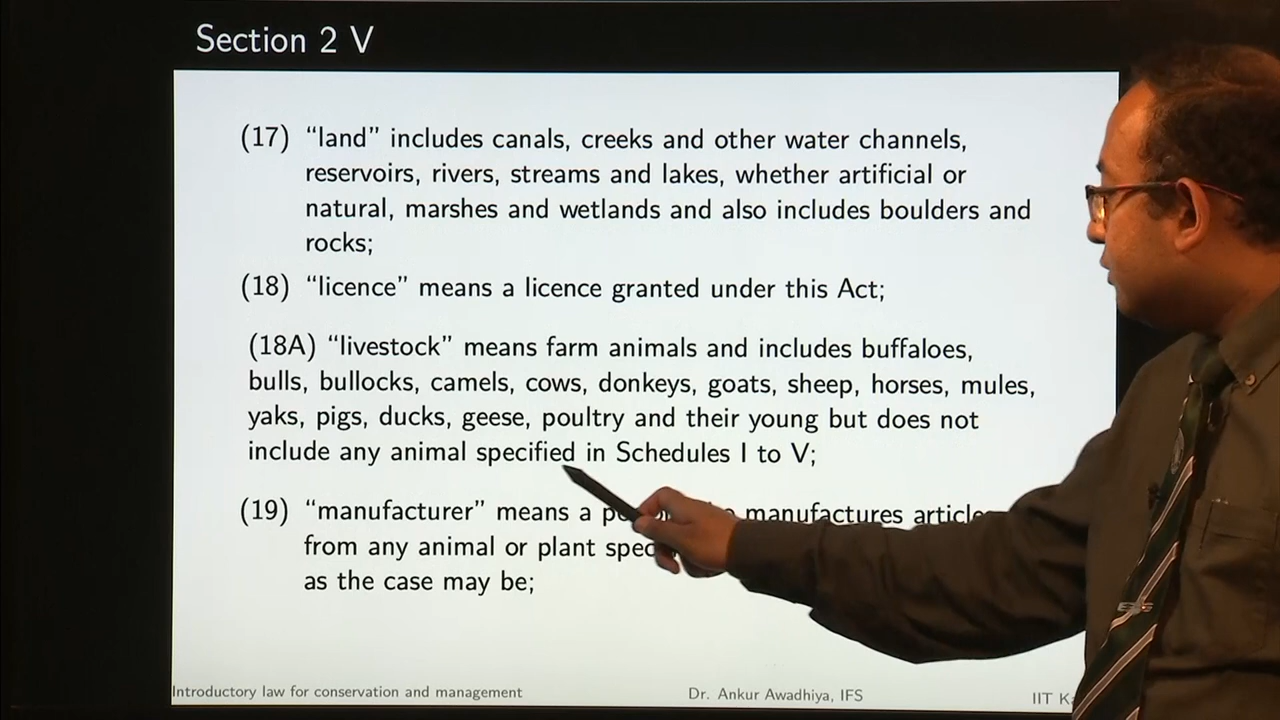 Section 2 V
(17) “land” includes canals, creeks and other water channels,
reservoirs, rivers, streams and lakes, whether artificial or
natural, marshes and wetlands and also includes boulders and
rocks;
(18) “licence” means a licence granted under this Act;
(18A) “livestock” means farm animals and includes buffaloes,
bulls, bullocks, camels, cows, donkeys, goats, sheep, horses, mules,
yaks, pigs, ducks, geese, poultry and their young but does not
include any animal specified in Schedules I to V;
(19) “manufacturer” means a manufactures
from any animal or plant
as the case may be;
Introductory law for conservation and management Dr. Ankur Awadhiya, IFS IIT